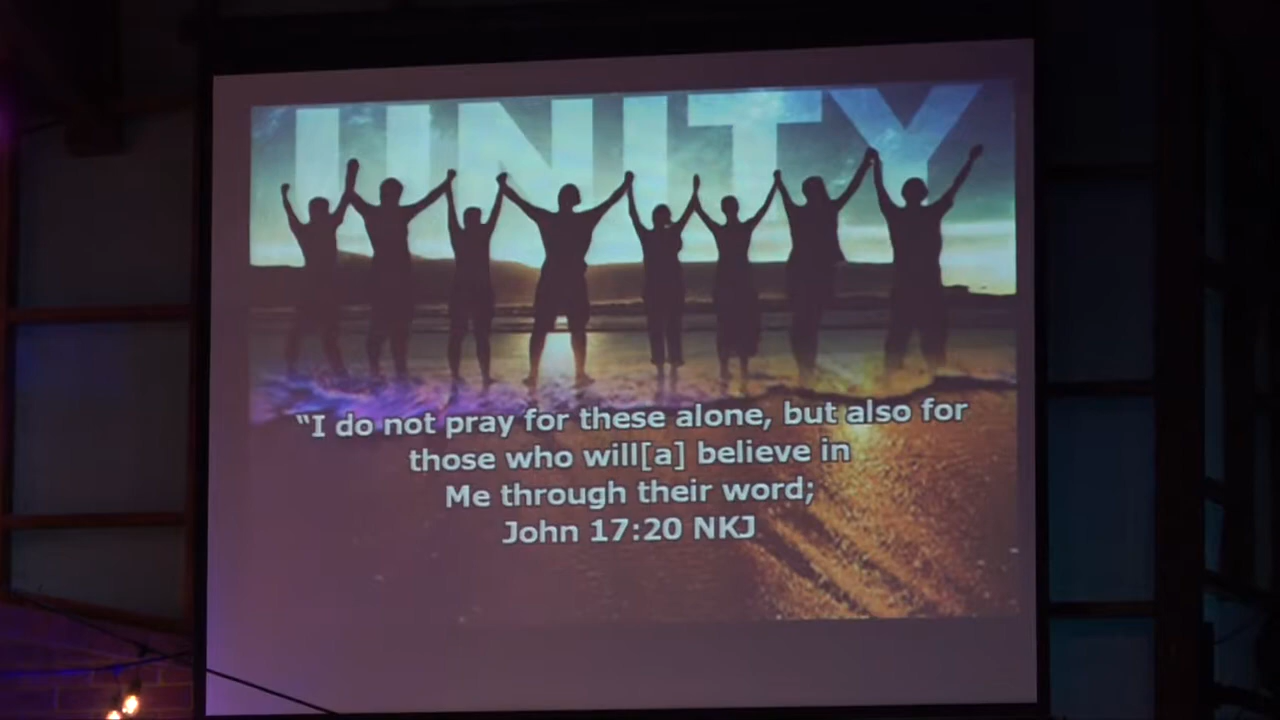 UNITY
“I do not pray for these alone, but also for
those who will[a] believe in
Me through their word;
John 17:20 NKJ